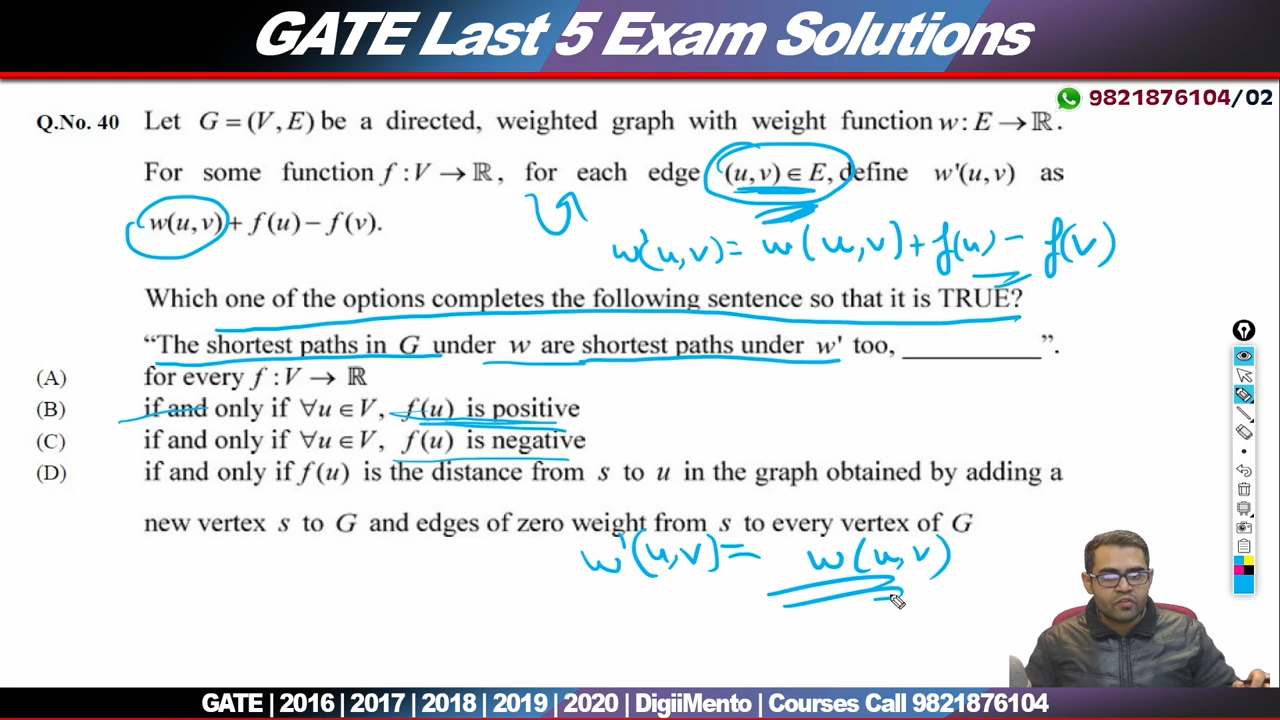 GATE Last 5 Exam Solutions
9821876104/02
Q.No. 40 Let G = (V, E) be a directed, weighted graph with weight function w : E → ℝ.
For some function f : V → ℝ, for each edge (u, v) ∈ E, define w'(u, v) as
w(u, v) + f(u) − f(v).
w'(u,v) = w(u,v) + f(u) − f(v)
Which one of the options completes the following sentence so that it is TRUE?
“The shortest paths in G under w are shortest paths under w' too, __________”.
(A) for every f : V → ℝ
(B) if and only if ∀u ∈ V, f(u) is positive
(C) if and only if ∀u ∈ V, f(u) is negative
(D) if and only if f(u) is the distance from s to u in the graph obtained by adding a
new vertex s to G and edges of zero weight from s to every vertex of G
w'(u,v) = w(u,v)
GATE | 2016 | 2017 | 2018 | 2019 | 2020 | DigiiMento | Courses Call 9821876104